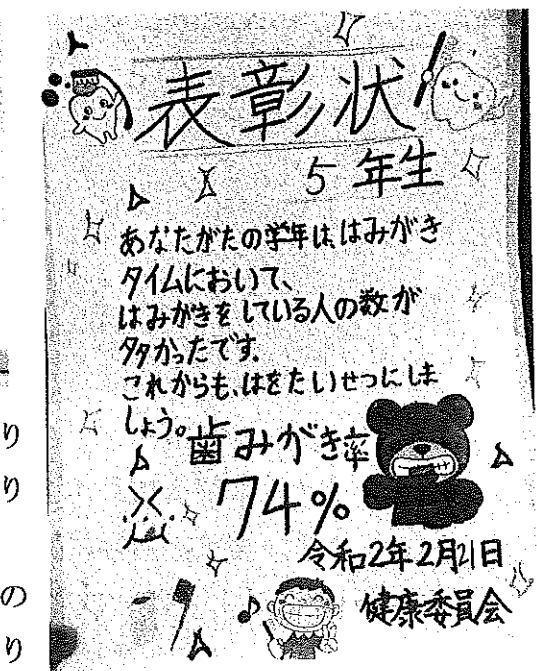 表彰状
5年生
あなたがたの学年は、はみがき
タイムにおいて、
はみがきをしている人の数が
多かったです。
これからも、はをたいせつにしま
しょう。
歯みがき率
74%
令和2年2月21日
健康委員会
り
り
の
り